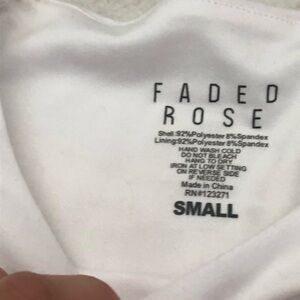 FADED
ROSE
Shell:92%Polyester 8%Spandex
Lining:92%Polyester 8%Spandex
HAND WASH COLD
DO NOT BLEACH
HANG TO DRY
IRON AT LOW SETTING
ON REVERSE SIDE
IF NEEDED
Made in China
RN#123271
SMALL